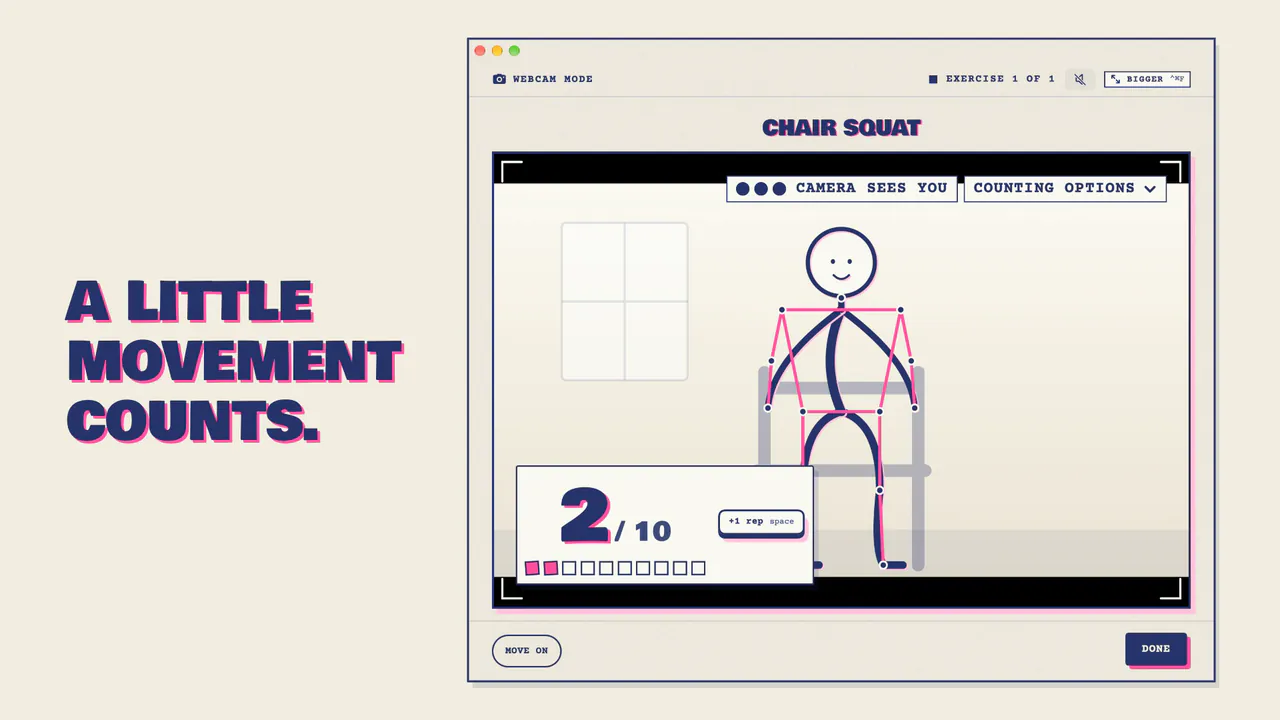 WEBCAM MODE
EXERCISE 1 OF 1
BIGGER ^⌘F
CHAIR SQUAT
CAMERA SEES YOU
COUNTING OPTIONS
A LITTLE
MOVEMENT
COUNTS.
2 / 10
+1 rep space
MOVE ON
DONE